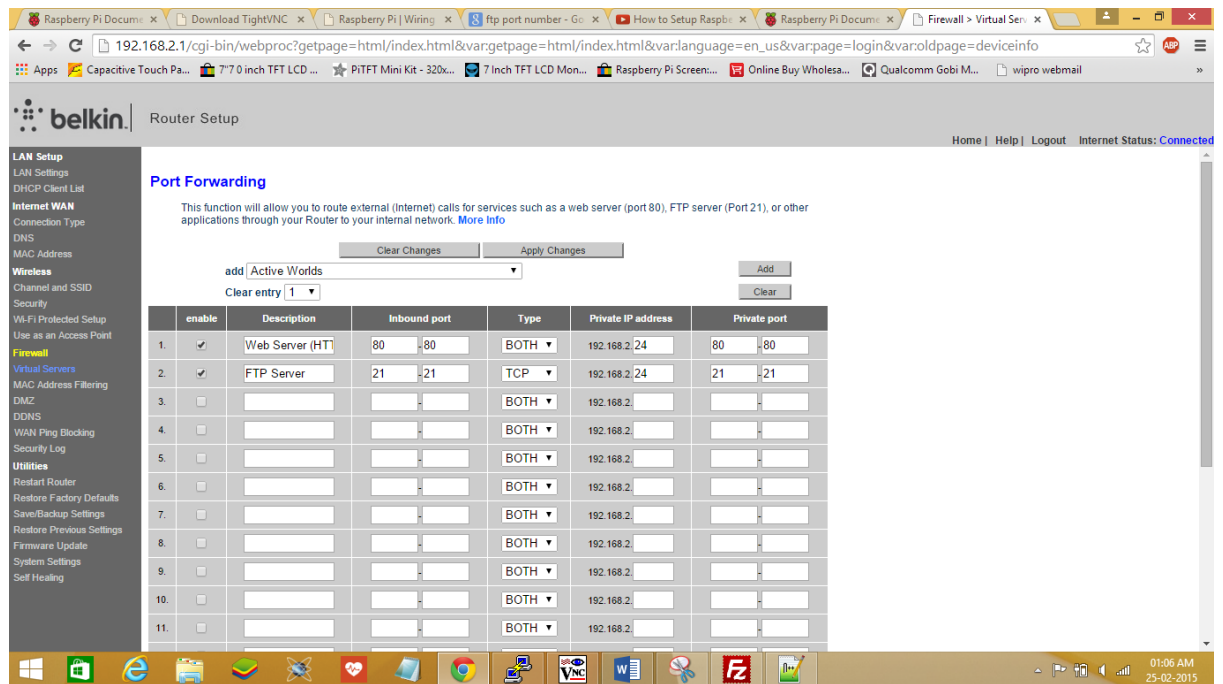 Raspberry Pi Docume
Download TightVNC
Raspberry Pi | Wiring
ftp port number - Go
How to Setup Raspbe
Raspberry Pi Docume
Firewall > Virtual Serv
192.168.2.1/cgi-bin/webproc?getpage=html/index.html&var:getpage=html/index.html&var:language=en_us&var:page=login&var:oldpage=deviceinfo
ABP
Apps
Capacitive Touch Pa...
7"7 0 inch TFT LCD ...
PiTFT Mini Kit - 320x...
7 Inch TFT LCD Mon...
Raspberry Pi Screen:...
Online Buy Wholesa...
Qualcomm Gobi M...
wipro webmail
»
belkin. Router Setup
Home | Help | Logout Internet Status: Connected
LAN Setup
LAN Settings
DHCP Client List
Internet WAN
Connection Type
DNS
MAC Address
Wireless
Channel and SSID
Security
Wi-Fi Protected Setup
Use as an Access Point
Firewall
Virtual Servers
MAC Address Filtering
DMZ
DDNS
WAN Ping Blocking
Security Log
Utilities
Restart Router
Restore Factory Defaults
Save/Backup Settings
Restore Previous Settings
Firmware Update
System Settings
Self Healing
Port Forwarding
This function will allow you to route external (Internet) calls for services such as a web server (port 80), FTP server (Port 21), or other
applications through your Router to your internal network. More Info
Clear Changes Apply Changes
add Active Worlds Add
Clear entry 1 Clear
enable Description Inbound port Type Private IP address Private port
1. Web Server (HTT 80 -80 BOTH 192.168.2.24 80 -80
2. FTP Server 21 -21 TCP 192.168.2.24 21 -21
3. - BOTH 192.168.2. -
4. - BOTH 192.168.2. -
5. - BOTH 192.168.2. -
6. - BOTH 192.168.2. -
7. - BOTH 192.168.2. -
8. - BOTH 192.168.2. -
9. - BOTH 192.168.2. -
10. - BOTH 192.168.2. -
11. - BOTH 192.168.2. -
VNC
01:06 AM
25-02-2015